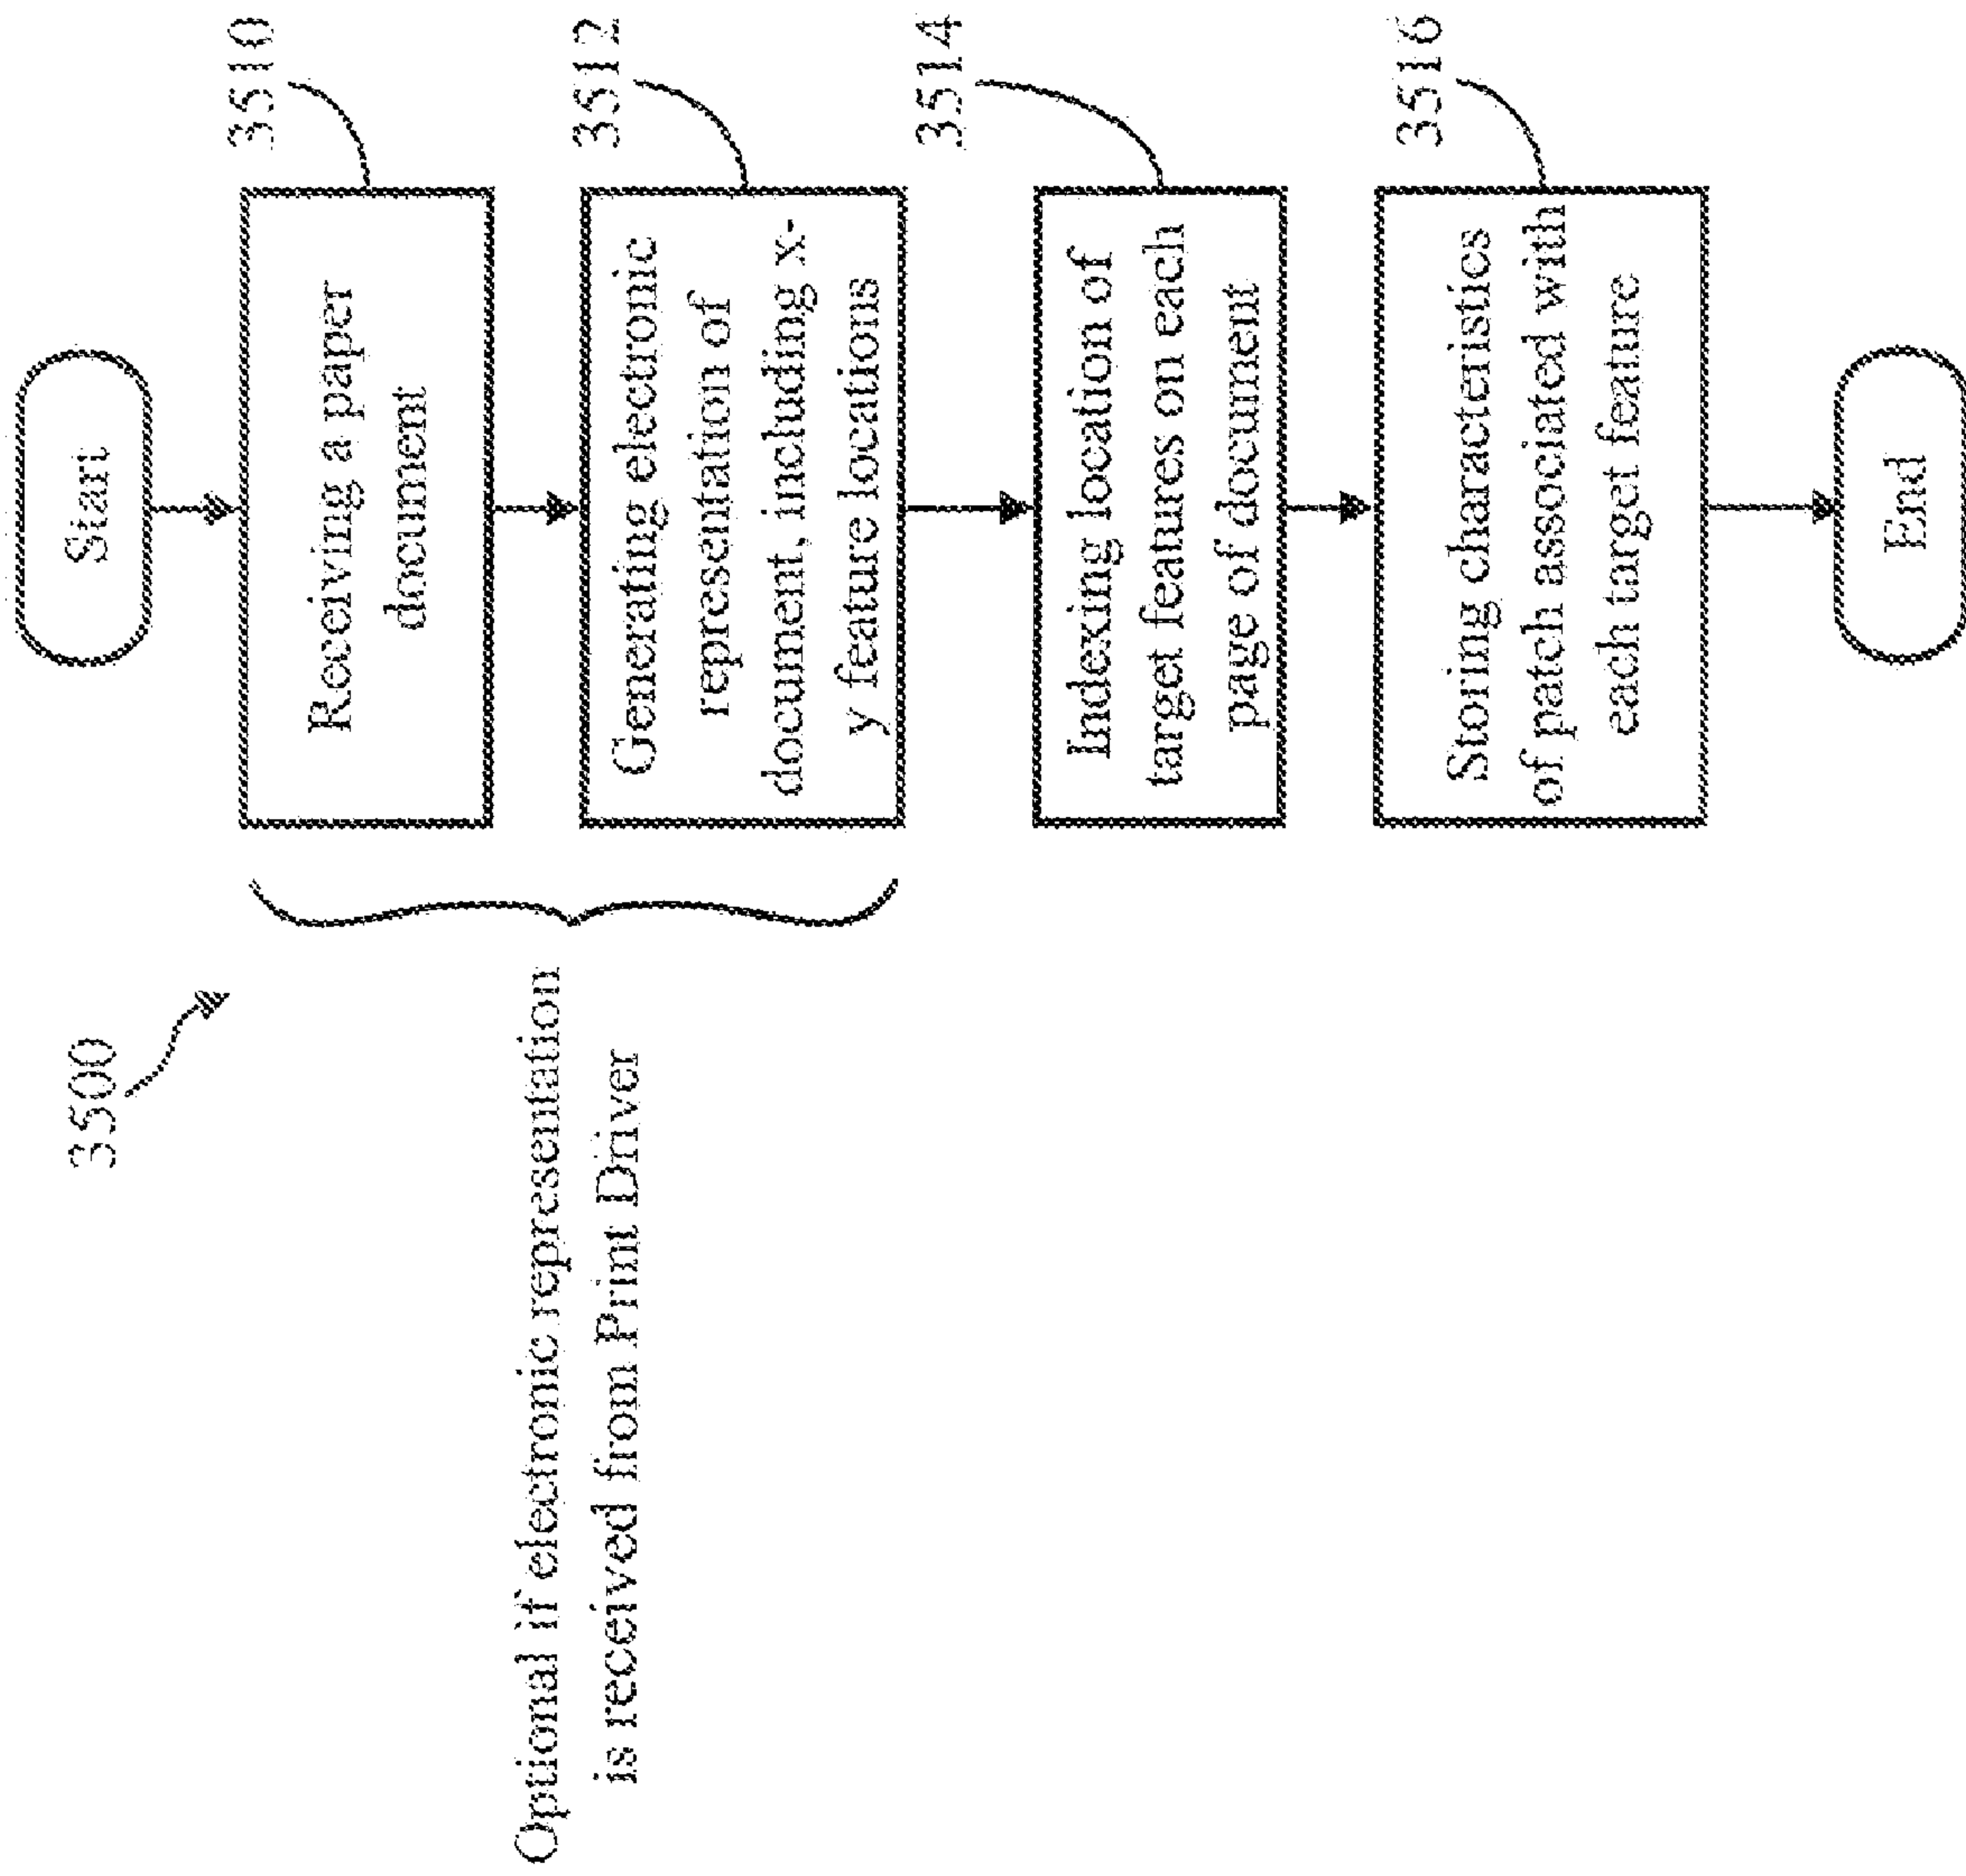 3500
Start
Receiving a paper
document
3510
Optional if electronic representation
is received from Print Driver
Generating electronic
representation of
document, including x-
y feature locations
3512
Indexing location of
target features on each
page of document
3514
Storing characteristics
of patch associated with
each target feature
3516
End